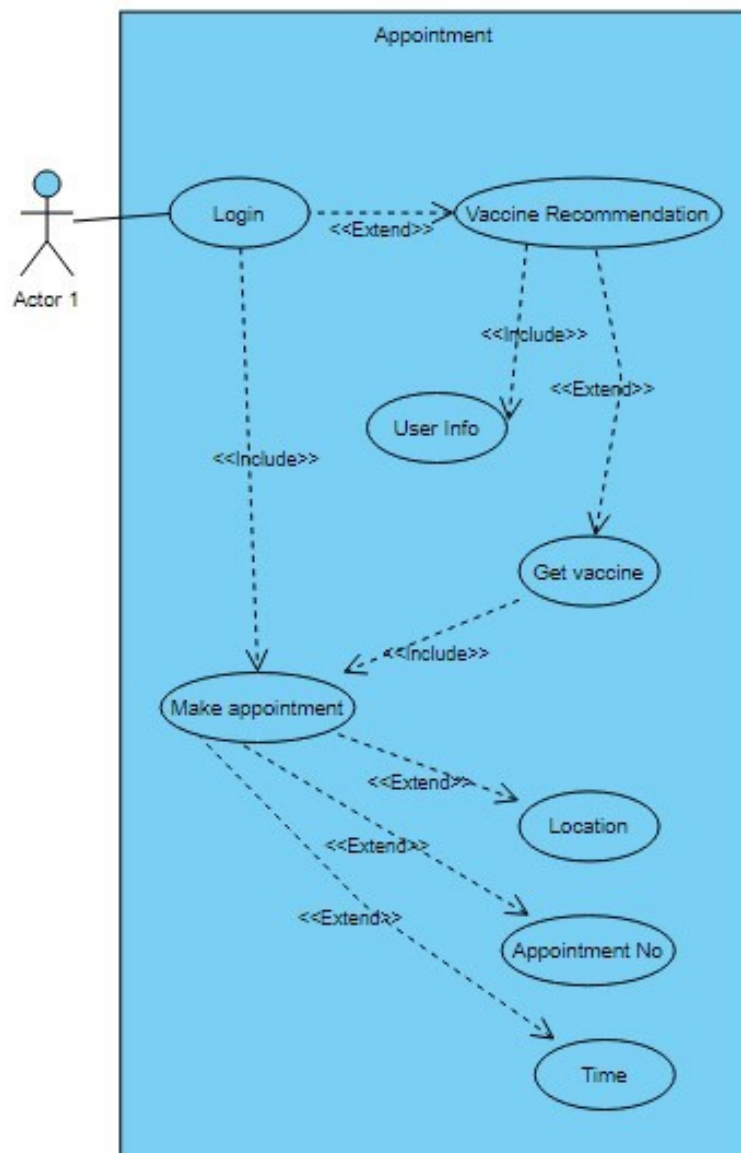 Appointment
Login
Vaccine Recommendation
<<Extend>>
Actor 1
<<Include>>
<<Extend>>
User Info
<<Include>>
Get vaccine
<<Include>>
Make appointment
<<Extend>>
Location
<<Extend>>
<<Extend>>
Appointment No
Time